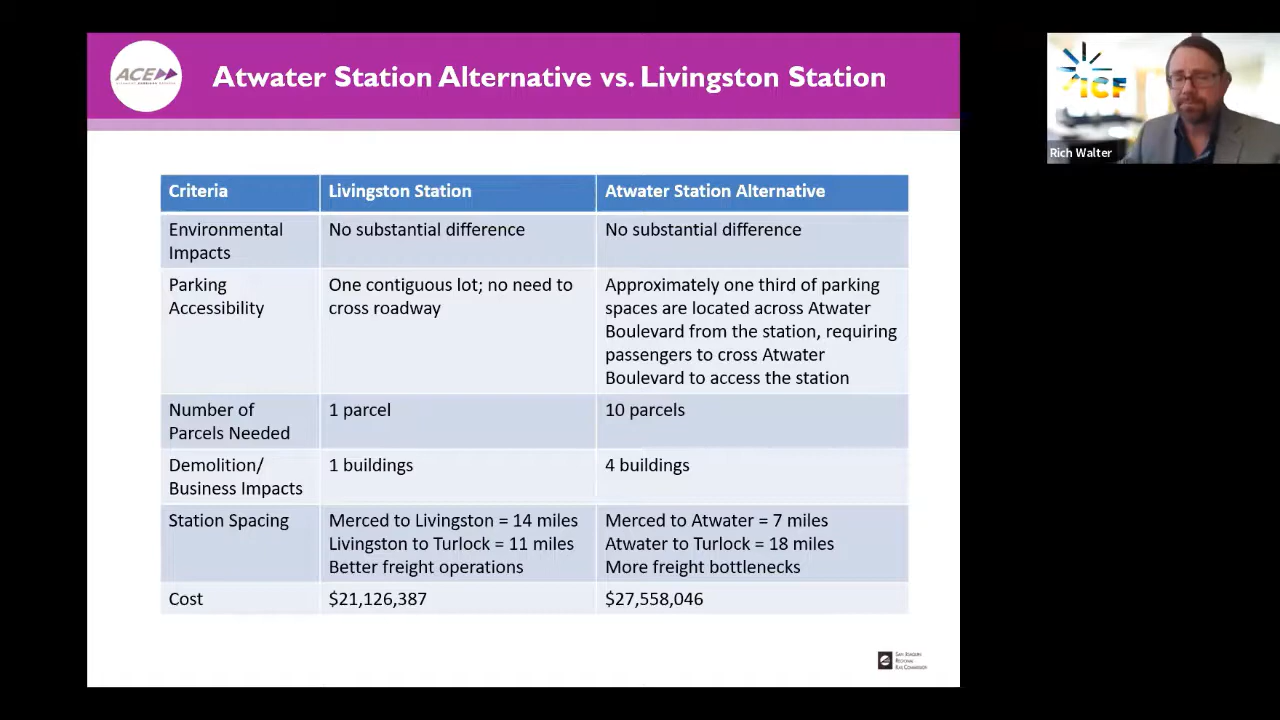 ACE
Atwater Station Alternative vs. Livingston Station
ICF
Rich Walter
Criteria
Livingston Station
Atwater Station Alternative
Environmental
Impacts
No substantial difference
No substantial difference
Parking
Accessibility
One contiguous lot; no need to
cross roadway
Approximately one third of parking
spaces are located across Atwater
Boulevard from the station, requiring
passengers to cross Atwater
Boulevard to access the station
Number of
Parcels Needed
1 parcel
10 parcels
Demolition/
Business Impacts
1 buildings
4 buildings
Station Spacing
Merced to Livingston = 14 miles
Livingston to Turlock = 11 miles
Better freight operations
Merced to Atwater = 7 miles
Atwater to Turlock = 18 miles
More freight bottlenecks
Cost
$21,126,387
$27,558,046
San Joaquin
Regional
Rail Commission